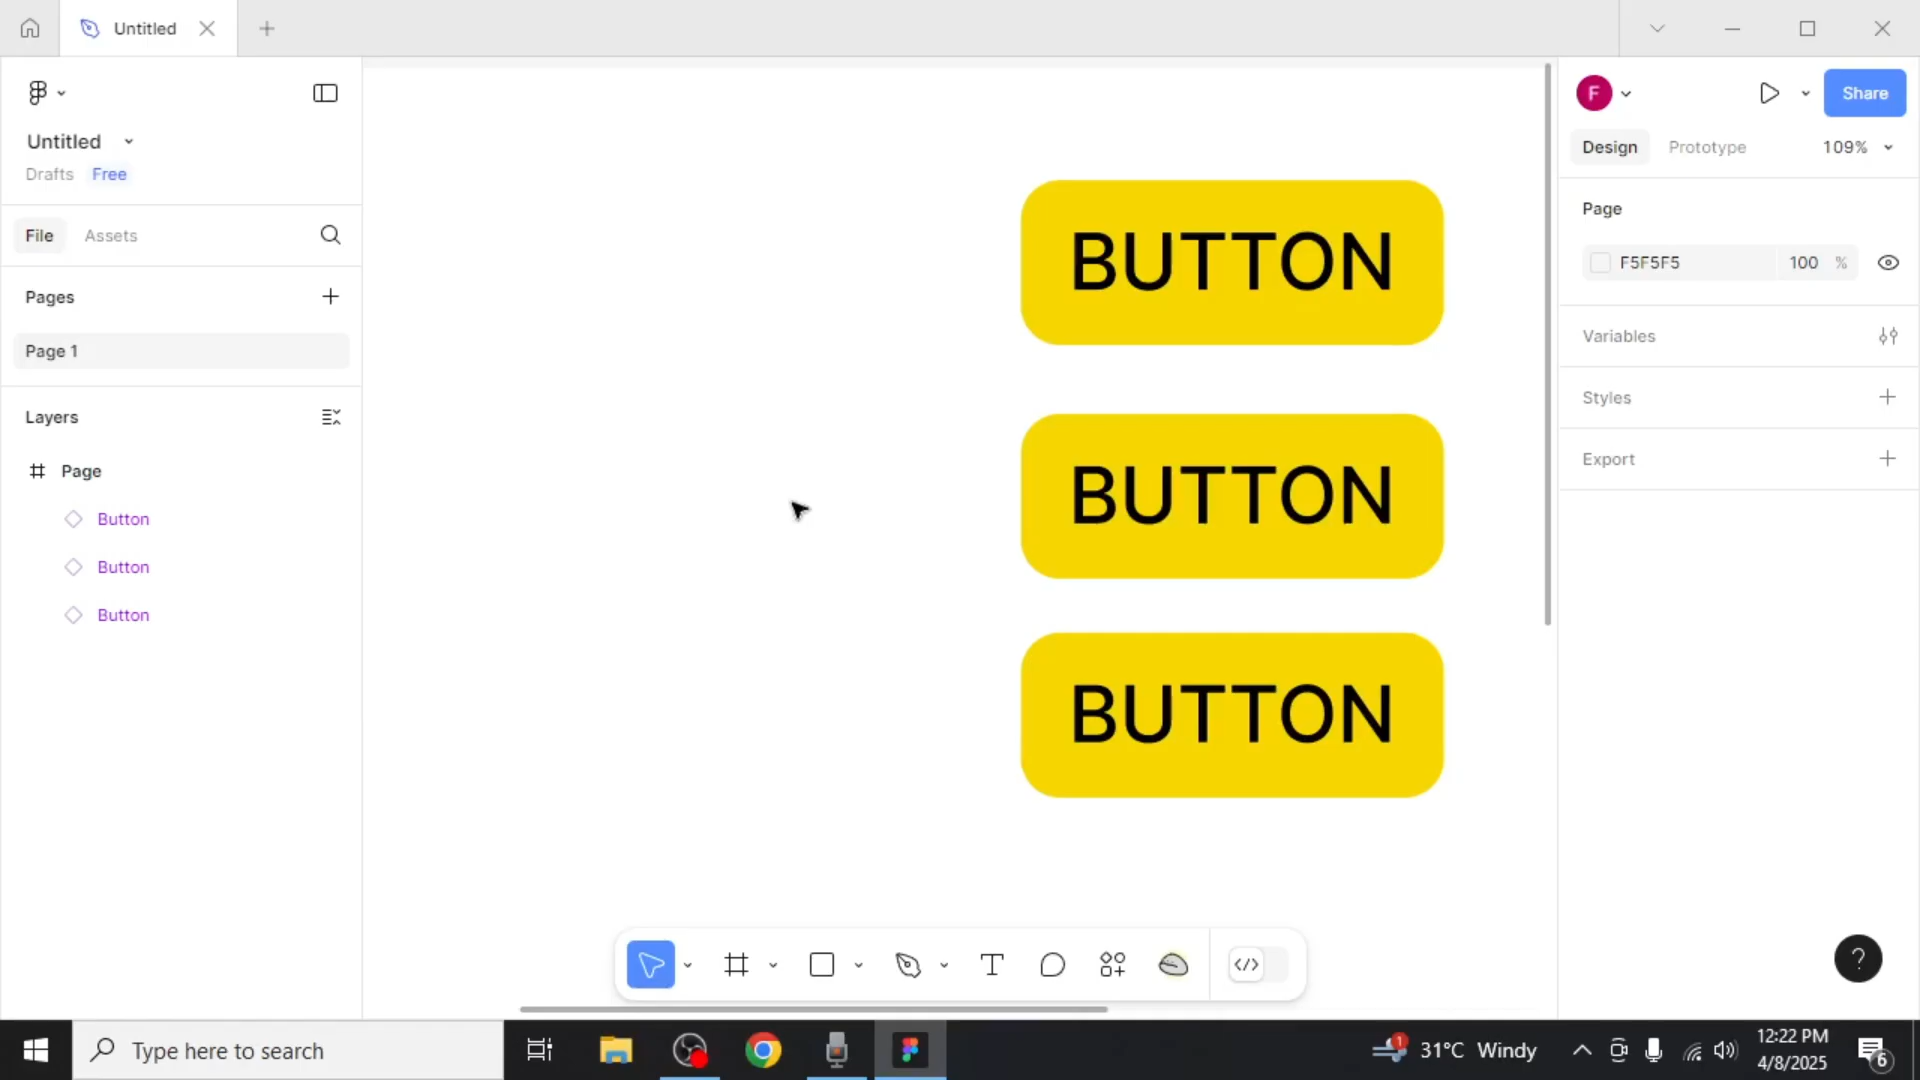 Untitled
Untitled
Drafts Free
File Assets
Pages
Page 1
Layers
Page
Button
Button
Button
BUTTON
BUTTON
BUTTON
F
Share
Design Prototype 109%
Page
F5F5F5 100 %
Variables
Styles
Export
?
Type here to search
1
31°C Windy
12:22 PM
4/8/2025
6